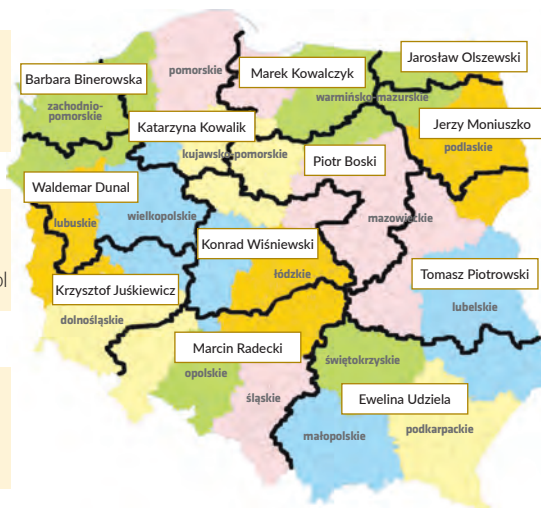 Jarosław Olszewski
Barbara Binerowska
pomorskie
Marek Kowalczyk
zachodnio-
pomorskie
warmińsko-mazurskie
Katarzyna Kowalik
Jerzy Moniuszko
kujawsko-pomorskie
podlaskie
Piotr Boski
Waldemar Dunal
lubuskie
wielkopolskie
mazowieckie
Konrad Wiśniewski
ol
łódzkie
Tomasz Piotrowski
Krzysztof Juśkiewicz
lubelskie
dolnośląskie
Marcin Radecki
opolskie
świętokrzyskie
śląskie
Ewelina Udziela
małopolskie
podkarpackie